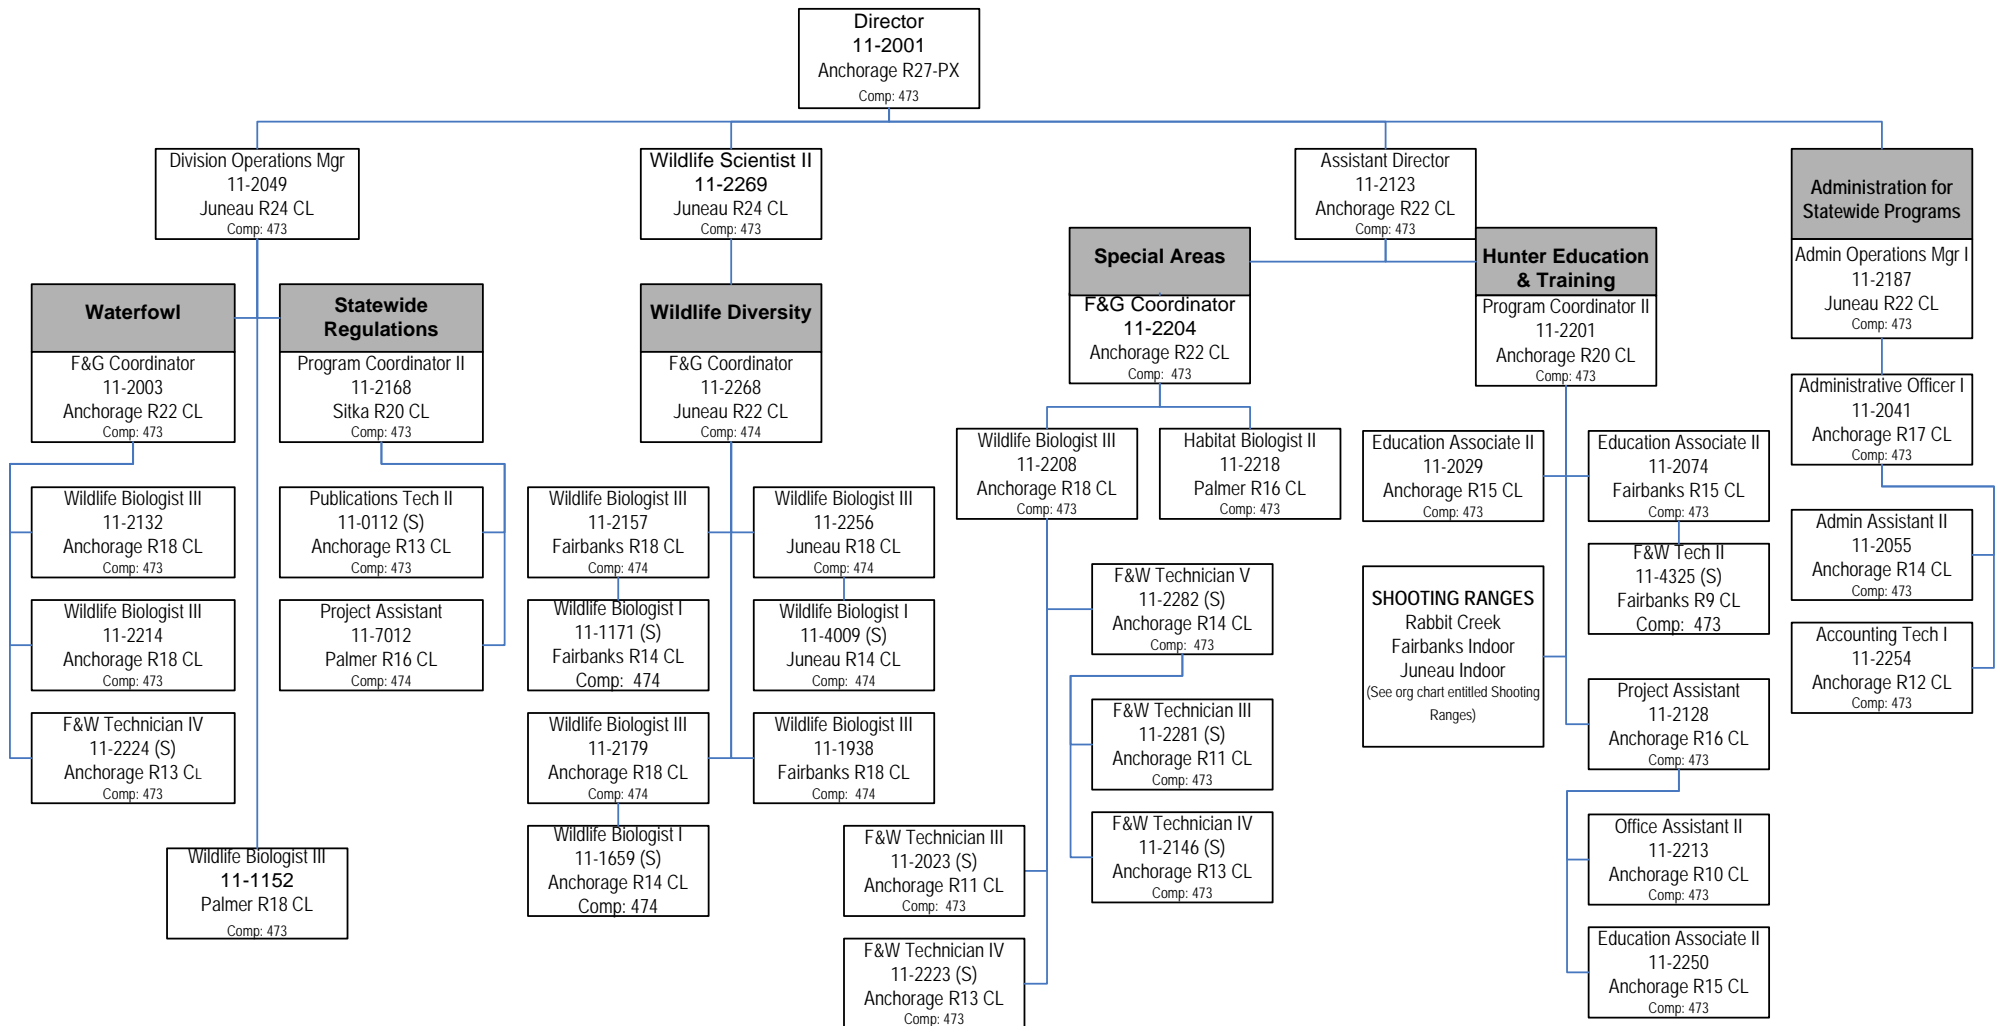 Director
11-2001
Anchorage R27-PX
Comp: 473
Division Operations Mgr
11-2049
Juneau R24 CL
Comp: 473
Wildlife Scientist II
11-2269
Juneau R24 CL
Comp: 473
Assistant Director
11-2123
Anchorage R22 CL
Comp: 473
Administration for
Statewide Programs
Admin Operations Mgr I
11-2187
Juneau R22 CL
Comp: 473
Waterfowl
F&G Coordinator
11-2003
Anchorage R22 CL
Comp: 473
Statewide
Regulations
Program Coordinator II
11-2168
Sitka R20 CL
Comp: 473
Wildlife Diversity
F&G Coordinator
11-2268
Juneau R22 CL
Comp: 474
Special Areas
F&G Coordinator
11-2204
Anchorage R22 CL
Comp: 473
Hunter Education
& Training
Program Coordinator II
11-2201
Anchorage R20 CL
Comp: 473
Administrative Officer I
11-2041
Anchorage R17 CL
Comp: 473
Wildlife Biologist III
11-2132
Anchorage R18 CL
Comp: 473
Wildlife Biologist III
11-2214
Anchorage R18 CL
Comp: 473
F&W Technician IV
11-2224 (S)
Anchorage R13 CL
Comp: 473
Publications Tech II
11-0112 (S)
Anchorage R13 CL
Comp: 473
Project Assistant
11-7012
Palmer R16 CL
Comp: 474
Wildlife Biologist III
11-1152
Palmer R18 CL
Comp: 473
Wildlife Biologist III
11-2157
Fairbanks R18 CL
Comp: 474
Wildlife Biologist I
11-1171 (S)
Fairbanks R14 CL
Comp: 474
Wildlife Biologist III
11-2179
Anchorage R18 CL
Comp: 474
Wildlife Biologist I
11-1659 (S)
Anchorage R14 CL
Comp: 474
Wildlife Biologist III
11-2256
Juneau R18 CL
Comp: 474
Wildlife Biologist I
11-4009 (S)
Juneau R14 CL
Comp: 474
Wildlife Biologist III
11-1938
Fairbanks R18 CL
Comp: 474
Wildlife Biologist III
11-2208
Anchorage R18 CL
Comp: 473
Habitat Biologist II
11-2218
Palmer R16 CL
Comp: 473
F&W Technician V
11-2282 (S)
Anchorage R14 CL
Comp: 473
F&W Technician III
11-2281 (S)
Anchorage R11 CL
Comp: 473
F&W Technician IV
11-2146 (S)
Anchorage R13 CL
Comp: 473
F&W Technician III
11-2023 (S)
Anchorage R11 CL
Comp: 473
F&W Technician IV
11-2223 (S)
Anchorage R13 CL
Comp: 473
Education Associate II
11-2029
Anchorage R15 CL
Comp: 473
Education Associate II
11-2074
Fairbanks R15 CL
Comp: 473
F&W Tech II
11-4325 (S)
Fairbanks R9 CL
Comp: 473
SHOOTING RANGES
Rabbit Creek
Fairbanks Indoor
Juneau Indoor
(See org chart entitled Shooting
Ranges)
Project Assistant
11-2128
Anchorage R16 CL
Comp: 473
Office Assistant II
11-2213
Anchorage R10 CL
Comp: 473
Education Associate II
11-2250
Anchorage R15 CL
Comp: 473
Admin Assistant II
11-2055
Anchorage R14 CL
Comp: 473
Accounting Tech I
11-2254
Anchorage R12 CL
Comp: 473